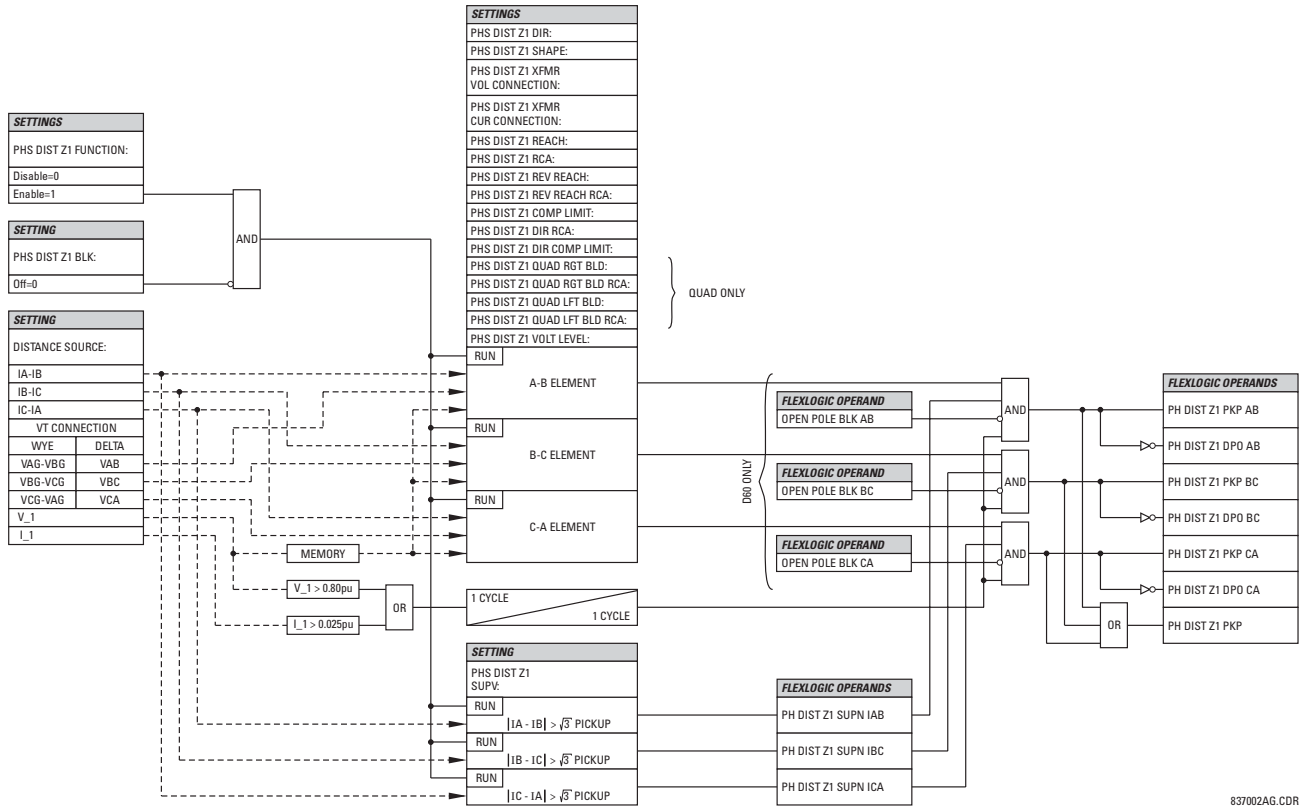 SETTINGS
PHS DIST Z1 DIR:
PHS DIST Z1 SHAPE:
PHS DIST Z1 XFMR
VOL CONNECTION:
PHS DIST Z1 XFMR
CUR CONNECTION:
PHS DIST Z1 REACH:
PHS DIST Z1 RCA:
PHS DIST Z1 REV REACH:
PHS DIST Z1 REV REACH RCA:
PHS DIST Z1 COMP LIMIT:
PHS DIST Z1 DIR RCA:
PHS DIST Z1 DIR COMP LIMIT:
PHS DIST Z1 QUAD RGT BLD:
PHS DIST Z1 QUAD RGT BLD RCA:
PHS DIST Z1 QUAD LFT BLD:
PHS DIST Z1 QUAD LFT BLD RCA:
PHS DIST Z1 VOLT LEVEL:
QUAD ONLY
RUN
A-B ELEMENT
RUN
B-C ELEMENT
RUN
C-A ELEMENT
SETTINGS
PHS DIST Z1 FUNCTION:
Disable=0
Enable=1
SETTING
PHS DIST Z1 BLK:
Off=0
AND
SETTING
DISTANCE SOURCE:
IA-IB
IB-IC
IC-IA
VT CONNECTION
WYE DELTA
VAG-VBG VAB
VBG-VCG VBC
VCG-VAG VCA
V_1
I_1
MEMORY
V_1 > 0.80pu
I_1 > 0.025pu
OR
1 CYCLE
1 CYCLE
SETTING
PHS DIST Z1
SUPV:
RUN
|IA - IB| > √3 PICKUP
RUN
|IB - IC| > √3 PICKUP
RUN
|IC - IA| > √3 PICKUP
D60 ONLY
FLEXLOGIC OPERAND
OPEN POLE BLK AB
FLEXLOGIC OPERAND
OPEN POLE BLK BC
FLEXLOGIC OPERAND
OPEN POLE BLK CA
FLEXLOGIC OPERANDS
PH DIST Z1 SUPN IAB
PH DIST Z1 SUPN IBC
PH DIST Z1 SUPN ICA
AND
AND
AND
OR
FLEXLOGIC OPERANDS
PH DIST Z1 PKP AB
PH DIST Z1 DPO AB
PH DIST Z1 PKP BC
PH DIST Z1 DPO BC
PH DIST Z1 PKP CA
PH DIST Z1 DPO CA
PH DIST Z1 PKP
837002AG.CDR